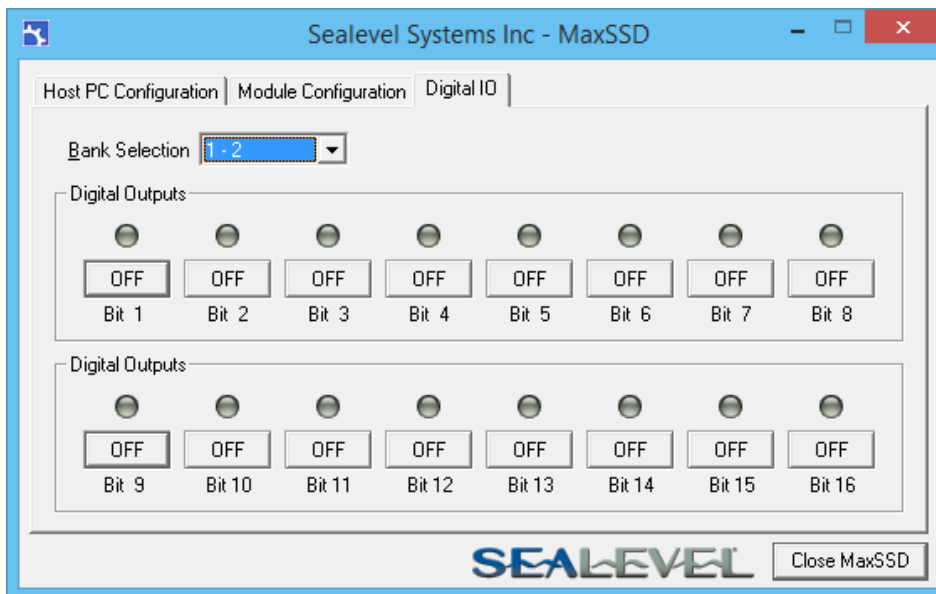 Sealevel Systems Inc - MaxSSD
Host PC Configuration Module Configuration Digital IO
Bank Selection 1 - 2
Digital Outputs
OFF OFF OFF OFF OFF OFF OFF OFF
Bit 1 Bit 2 Bit 3 Bit 4 Bit 5 Bit 6 Bit 7 Bit 8
Digital Outputs
OFF OFF OFF OFF OFF OFF OFF OFF
Bit 9 Bit 10 Bit 11 Bit 12 Bit 13 Bit 14 Bit 15 Bit 16
SEALEVEL Close MaxSSD